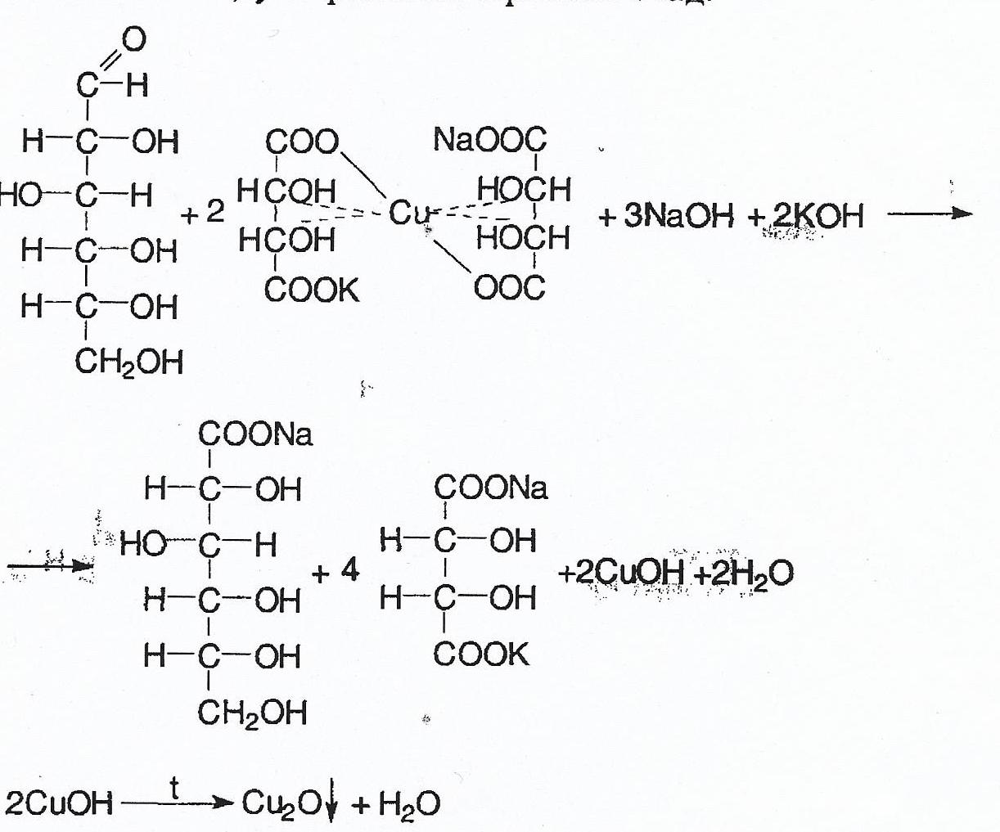 O
C—H
H—C—OH
HO—C—H
H—C—OH
H—C—OH
CH₂OH
+ 2
COO
HCOH
HCOH
COOK
Cu
NaOOC
HOCH
HOCH
OOC
+ 3NaOH + 2KOH
COONa
H—C—OH
HO—C—H
H—C—OH
H—C—OH
CH₂OH
+ 4
COONa
H—C—OH
H—C—OH
COOK
+2CuOH +2H₂O
2CuOH —t→ Cu₂O↓ + H₂O